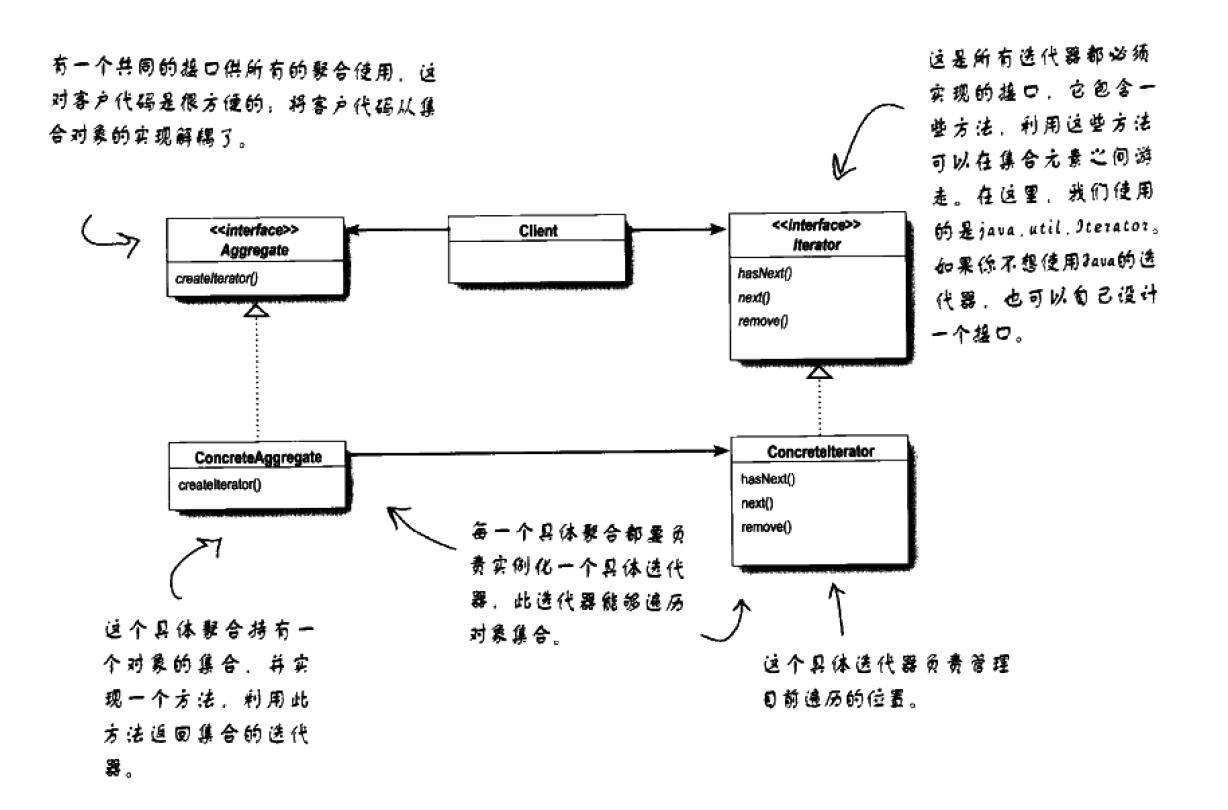 有一个共同的接口供所有的聚合使用，这
对客户代码是很方便的；将客户代码从集
合对象的实现解耦了。
这是所有迭代器都必须
实现的接口，它包含一
些方法，利用这些方法
可以在集合元素之间游
走。在这里，我们使用
的是java.util.Iterator。
如果你不想使用Java的迭
代器，也可以自己设计
一个接口。
<<interface>>
Aggregate
createIterator()
Client
<<interface>>
Iterator
hasNext()
next()
remove()
ConcreteAggregate
createIterator()
ConcreteIterator
hasNext()
next()
remove()
每一个具体聚合都要负
责实例化一个具体迭代
器，此迭代器能够遍历
对象集合。
这个具体聚合持有一
个对象的集合，并实
现一个方法，利用此
方法返回集合的迭代
器。
这个具体迭代器负责管理
目前遍历的位置。